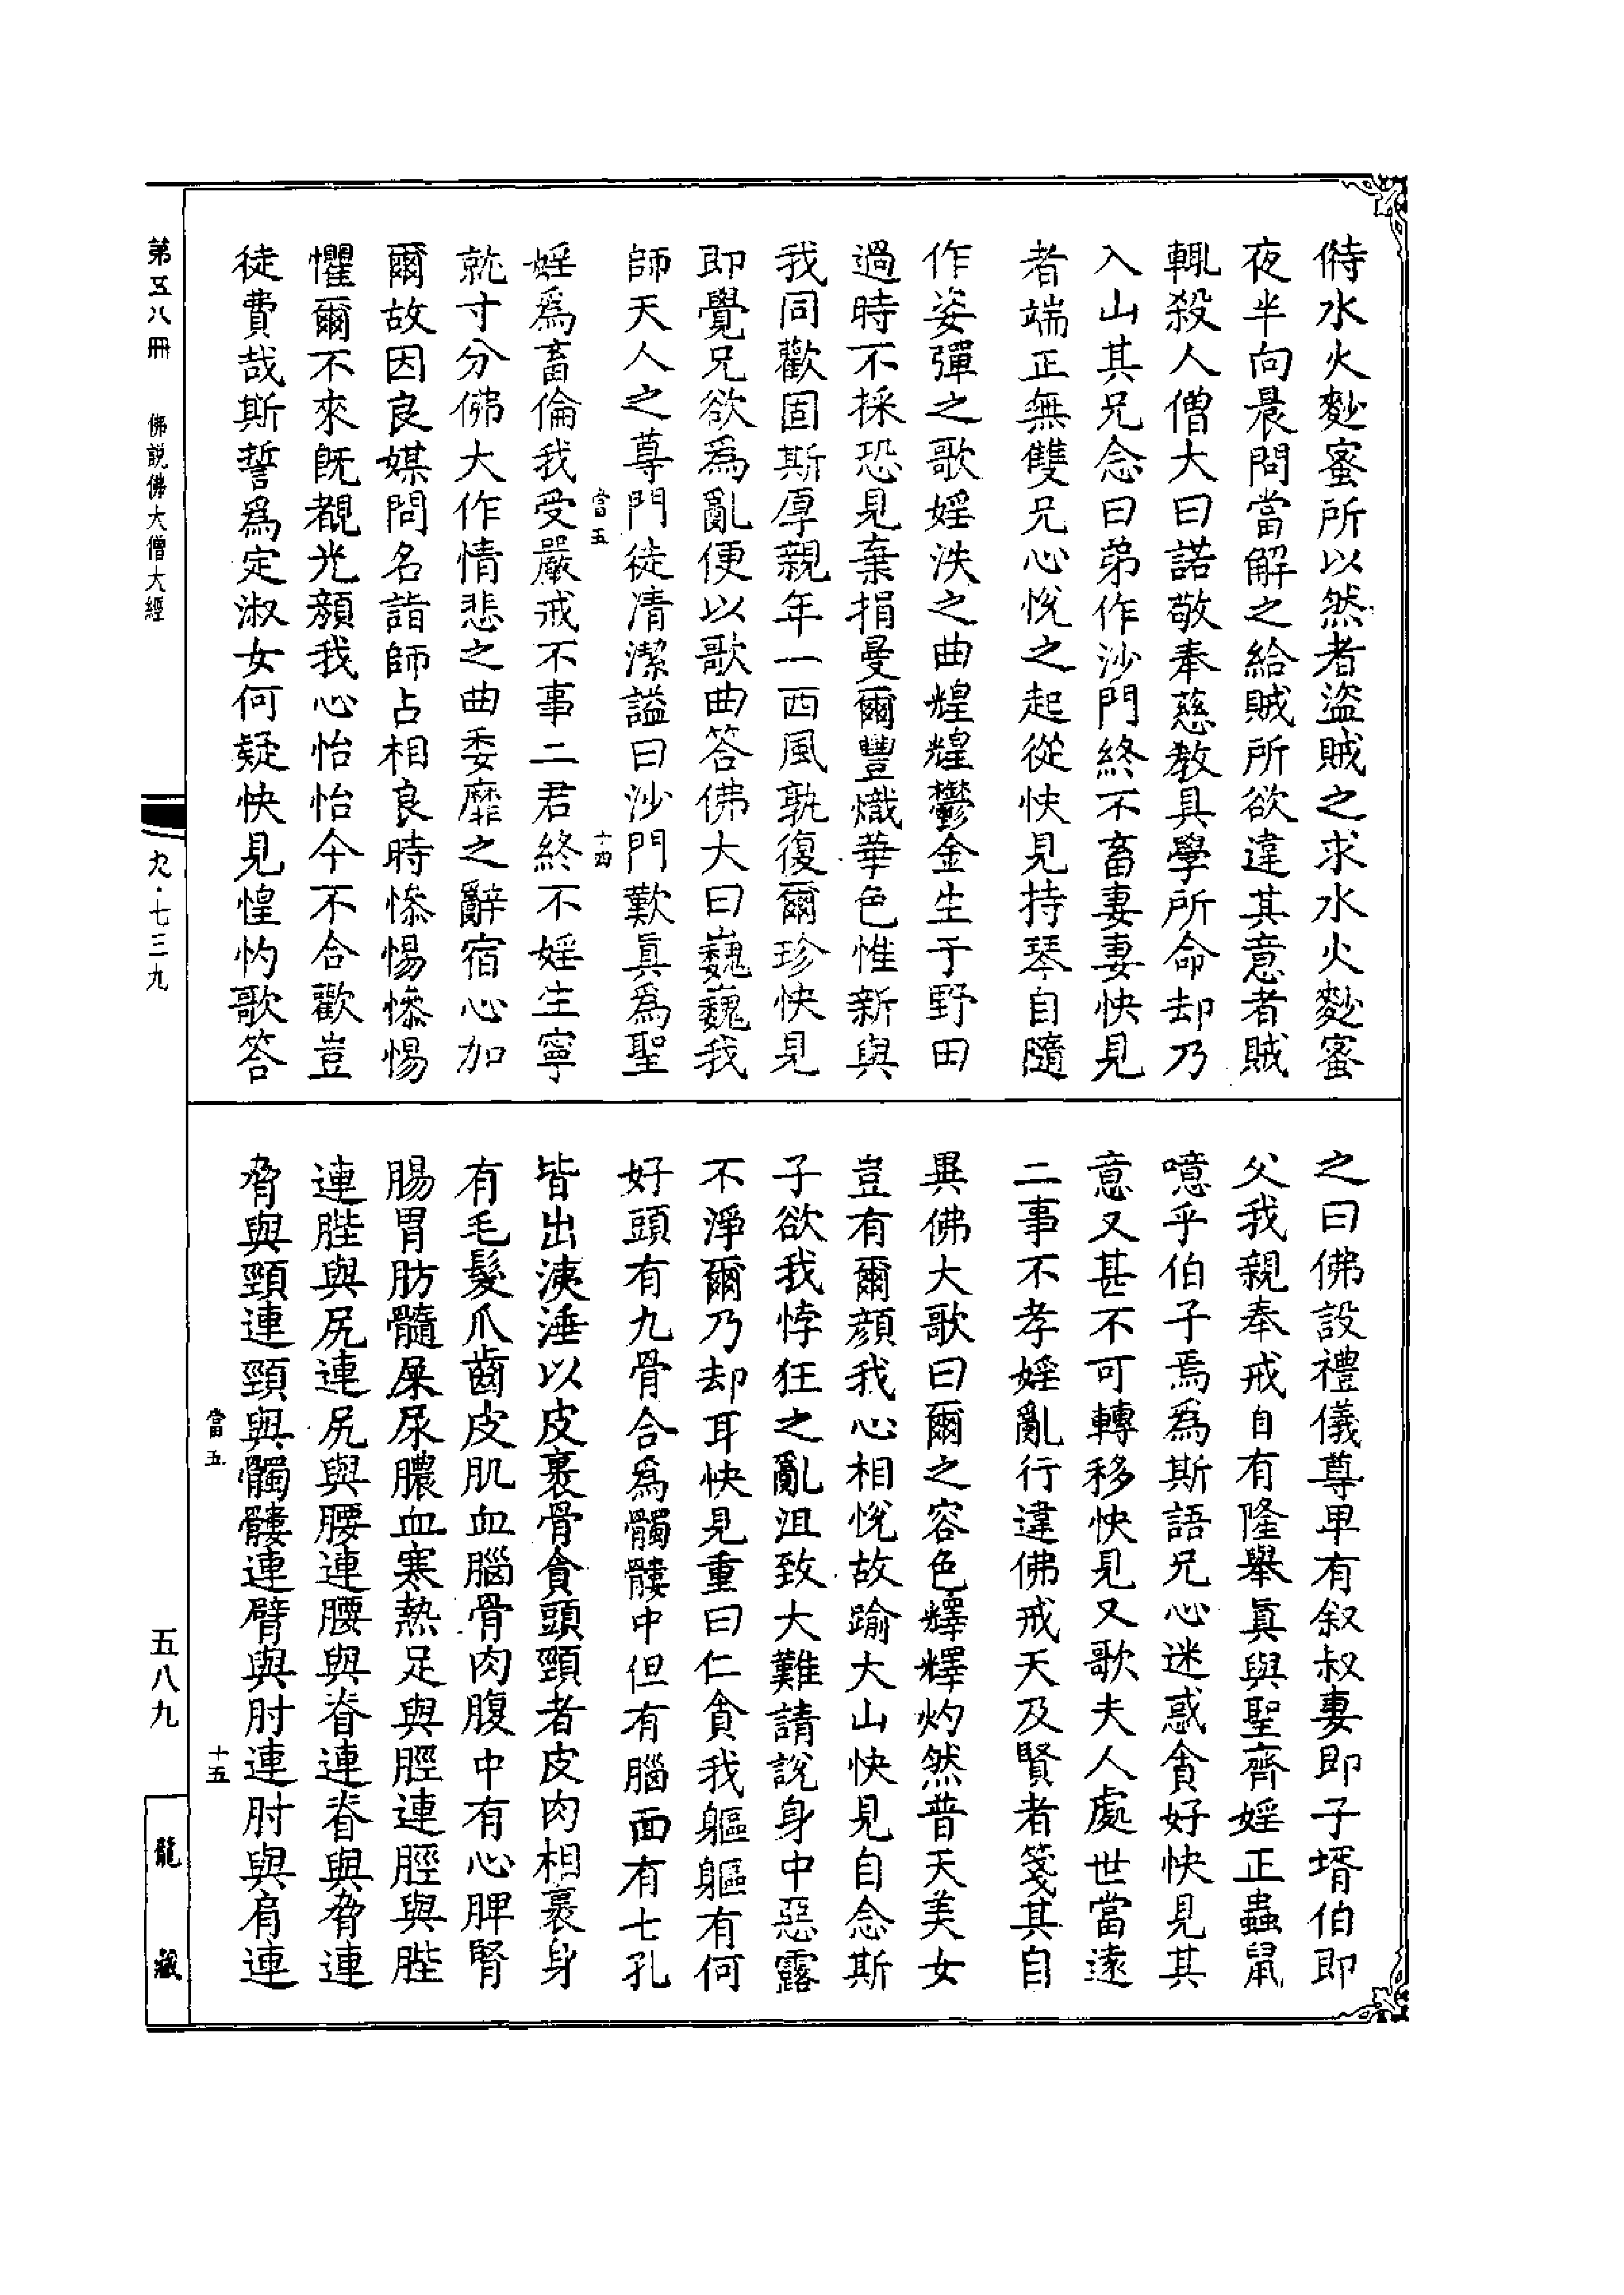 偫水火麨蜜所以然者盜賊之求水火麨蜜
夜半向晨問當解之給賊所欲違其意者賊
輒殺人僧大曰諾敬奉慈教具學所命却乃
入山其兄念曰弟作沙門終不畜妻妻快見
者端正無雙兄心悅之起從快見持琴自隨
作姿彈之歌婬泆之曲煌煌鬱金生于野田
過時不採恐見棄捐曼爾豐熾華色惟新與
我同歡固斯厚親年一西風孰復爾珍快見
即覺兄欲為亂便以歌曲答佛大曰巍巍我
師天人之尊門徒清潔謚曰沙門歎真為聖
當五
十四
婬為畜倫我受嚴戒不事二君終不婬生寧
就寸分佛大作情悲之曲委靡之辭宿心加
爾故因良媒問名詣師占相良時慘惕慘惕
懼爾不來既覩光顏我心怡怡今不合歡豈
徒費哉斯誓為定淑女何疑快見惶灼歌答
之曰佛設禮儀尊卑有叙叔妻即子壻伯即
父我親奉戒自有隆舉真與聖齊婬正蟲鼠
噫乎伯子焉為斯語兄心迷惑貪好快見其
意又甚不可轉移快見又歌夫人處世當遠
二事不孝婬亂行違佛戒天及賢者箋其自
異佛大歌曰爾之容色釋釋灼然普天美女
豈有爾顏我心相悅故踰大山快見自念斯
子欲我悖狂之亂沮致大難請說身中惡露
不淨爾乃却耳快見重曰仁貪我軀軀有何
好頭有九骨合為髑髏中但有腦面有七孔
皆出洟涶以皮裹骨貪頭頸者皮肉相裹身
有毛髮爪齒皮肌血腦骨肉腹中有心脾腎
腸胃肪髓屎尿膿血寒熱足與脛連脛與䏶
連䏶與尻連尻與腰連腰與脊連脊與脅連
脅與頸連頸與髑髏連臂與肘連肘與肩連
當五
十五
第五八冊
佛說佛大僧大經
九·七三九
五八九
龍藏